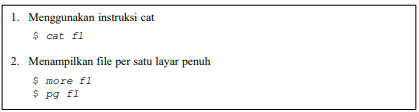 1. Menggunakan instruksi cat
$ cat f1
2. Menampilkan file per satu layar penuh
$ more f1
$ pg f1